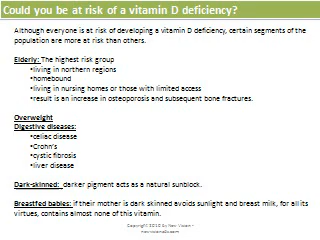 Could you be at risk of a vitamin D deficiency?
Although everyone is at risk of developing a vitamin D deficiency, certain segments of the
population are more at risk than others.
Elderly: The highest risk group
•living in northern regions
•homebound
•living in nursing homes or those with limited access
•result is an increase in osteoporosis and subsequent bone fractures.
Overweight
Digestive diseases:
•celiac disease
•Crohn's
•cystic fibrosis
•liver disease
Dark-skinned: darker pigment acts as a natural sunblock.
Breastfed babies: if their mother is dark skinned avoids sunlight and breast milk, for all its
virtues, contains almost none of this vitamin.
Copyright 2010 Go New Vision -